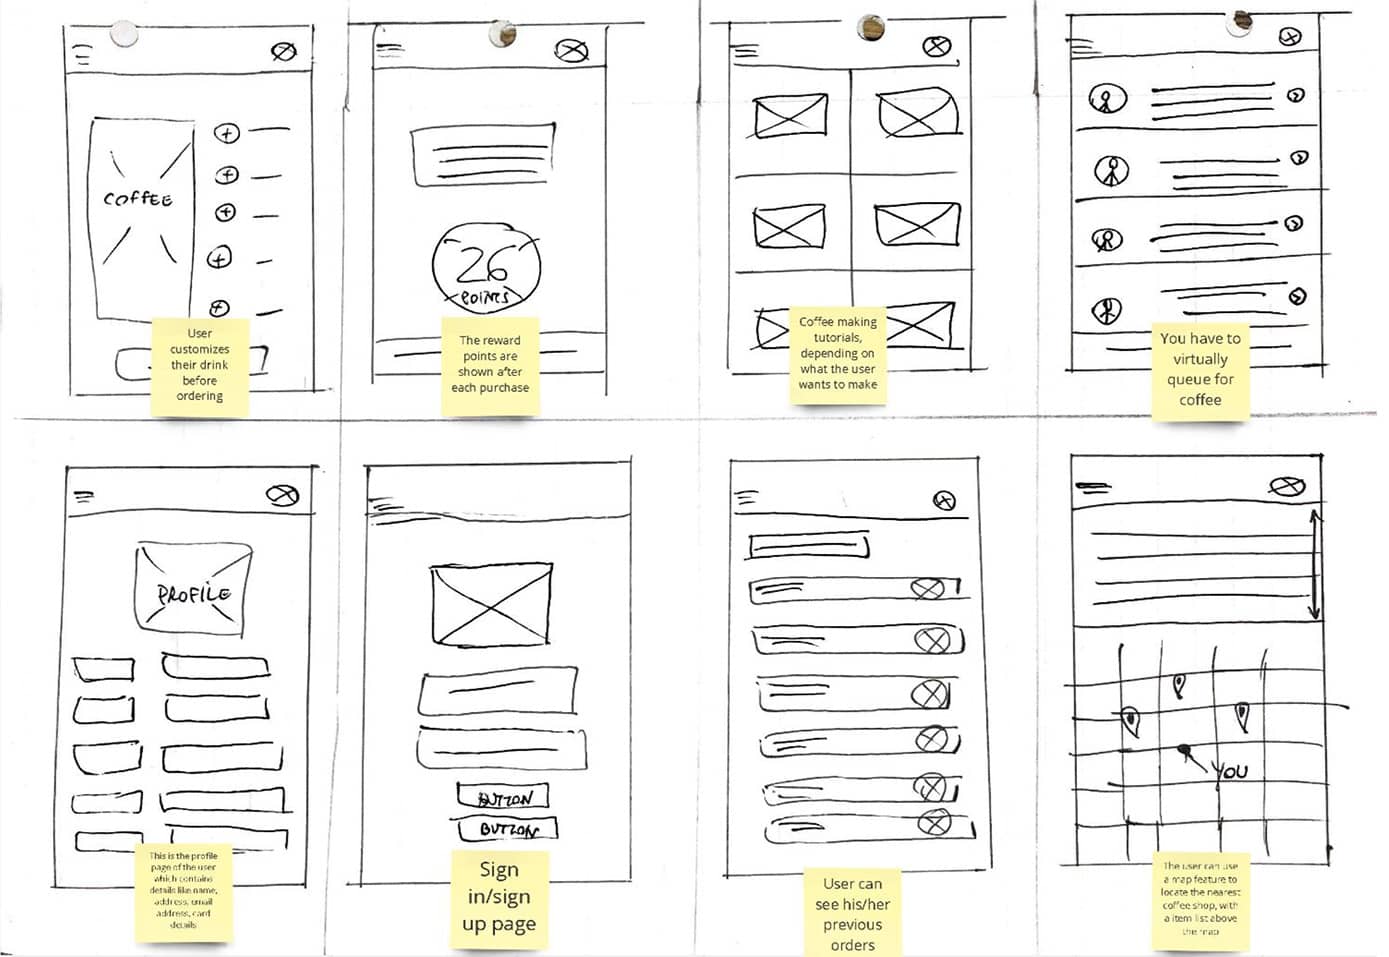 COFFEE
User
customizes
their drink
before
ordering
26
POINTS
The reward
points are
shown after
each purchase
Coffee making
tutorials,
depending on
what the user
wants to make
You have to
virtually
queue for
coffee
PROFILE
This is the profile
page of the user
which contains
details like name,
address, email
address, card
details
BUTTON
BUTTON
Sign
in/sign
up page
User can
see his/her
previous
orders
YOU
The user can use
a map feature to
locate the nearest
coffee shop, with
a item list above
the map